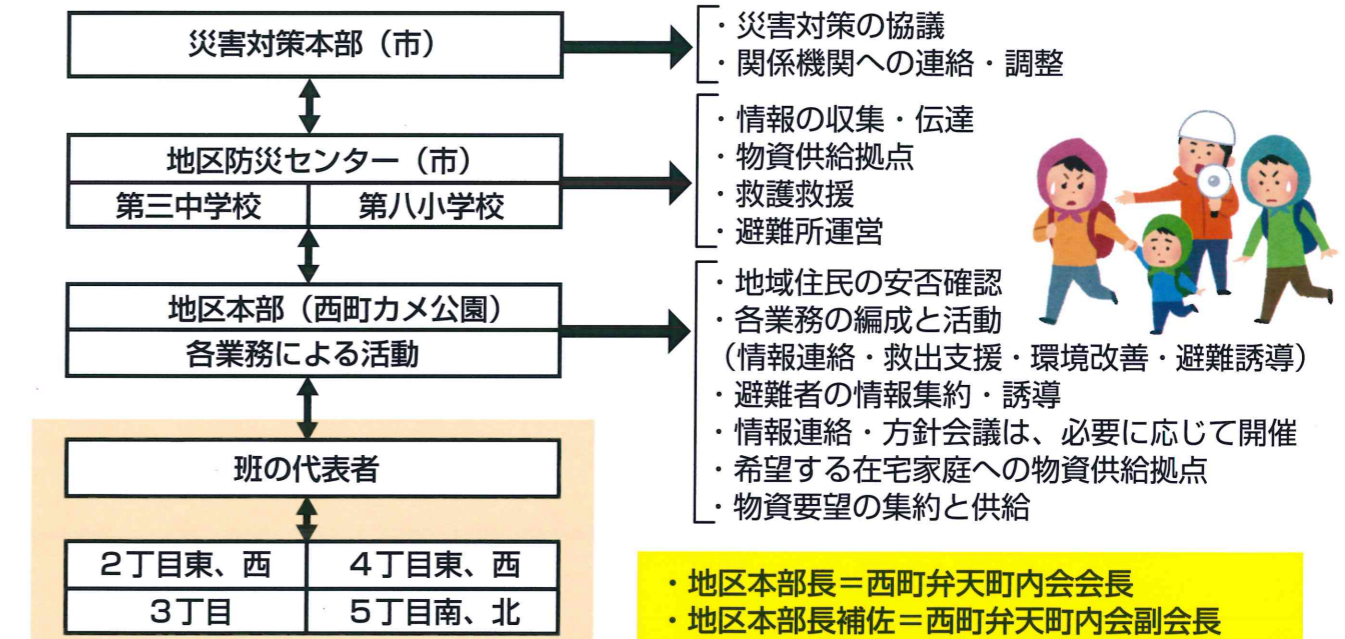 災害対策本部（市）
・災害対策の協議
・関係機関への連絡・調整
地区防災センター（市）
第三中学校
第八小学校
・情報の収集・伝達
・物資供給拠点
・救護救援
・避難所運営
地区本部（西町カメ公園）
各業務による活動
・地域住民の安否確認
・各業務の編成と活動
（情報連絡・救出支援・環境改善・避難誘導）
・避難者の情報集約・誘導
・情報連絡・方針会議は、必要に応じて開催
・希望する在宅家庭への物資供給拠点
・物資要望の集約と供給
班の代表者
２丁目東、西
４丁目東、西
３丁目
５丁目南、北
・地区本部長＝西町弁天町内会会長
・地区本部長補佐＝西町弁天町内会副会長